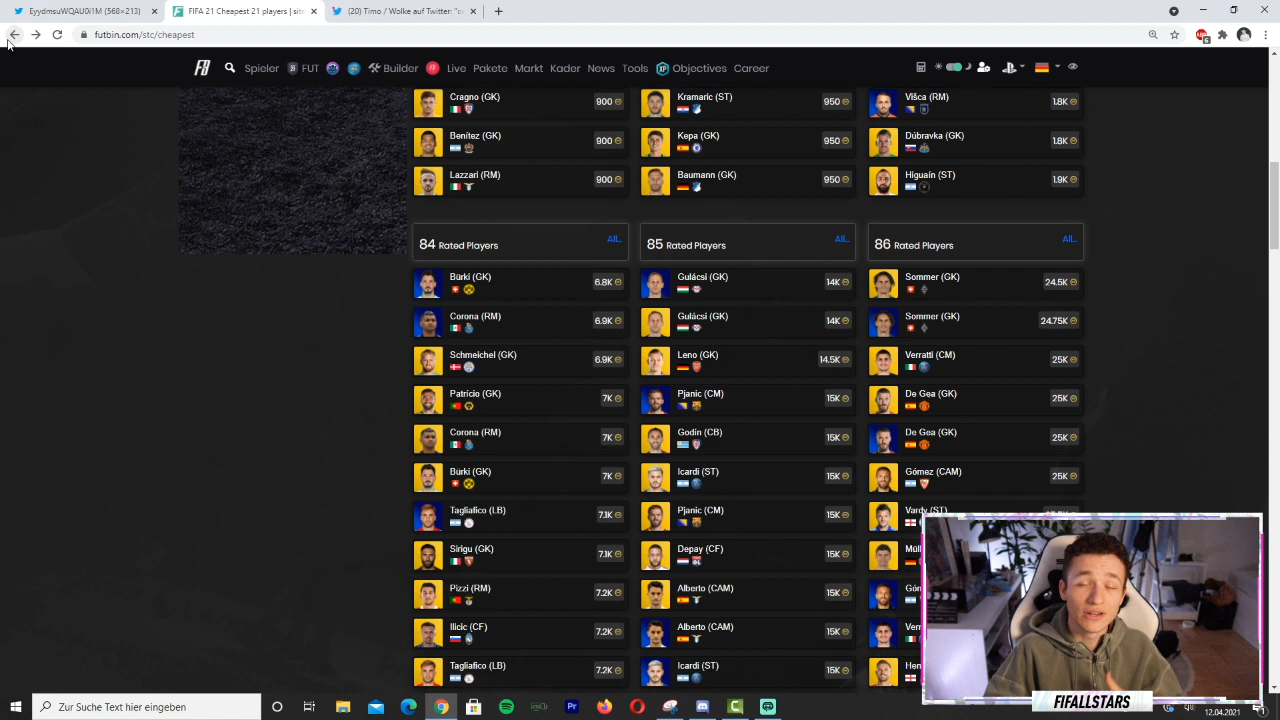 EyydmsWQAU0i1M (568×213)
FIFA 21 Cheapest 21 players | site
(20) Timo / Wolke auf Twitter:
futbin.com/stc/cheapest
Spieler FUT Builder Live Pakete Markt Kader News Tools Objectives Career
Cragno (GK) 900
Kramaric (ST) 950
Višca (RM) 1.8K
Benítez (GK) 900
Kepa (GK) 950
Dúbravka (GK) 1.8K
Lazzari (RM) 900
Baumann (GK) 950
Higuaín (ST) 1.9K
84 Rated Players All...
85 Rated Players All...
86 Rated Players All...
Bürki (GK) 6.8K
Gulácsi (GK) 14K
Sommer (GK) 24.5K
Corona (RM) 6.9K
Gulácsi (GK) 14K
Sommer (GK) 24.75K
Schmeichel (GK) 6.9K
Leno (GK) 14.5K
Verratti (CM) 25K
Patrício (GK) 7K
Pjanic (CM) 15K
De Gea (GK) 25K
Corona (RM) 7K
Godín (CB) 15K
De Gea (GK) 25K
Bürki (GK) 7K
Icardi (ST) 15K
Gómez (CAM) 25K
Tagliafico (LB) 7.1K
Pjanic (CM) 15K
Vardy (ST)
Sirigu (GK) 7.1K
Depay (CF) 15K
Pizzi (RM) 7.2K
Alberto (CAM) 15K
Ilicic (CF) 7.2K
Alberto (CAM) 15K
Tagliafico (LB) 7.2K
Icardi (ST) 15K
FIFALLSTARS
Zur Suche Text hier eingeben
12.04.2021